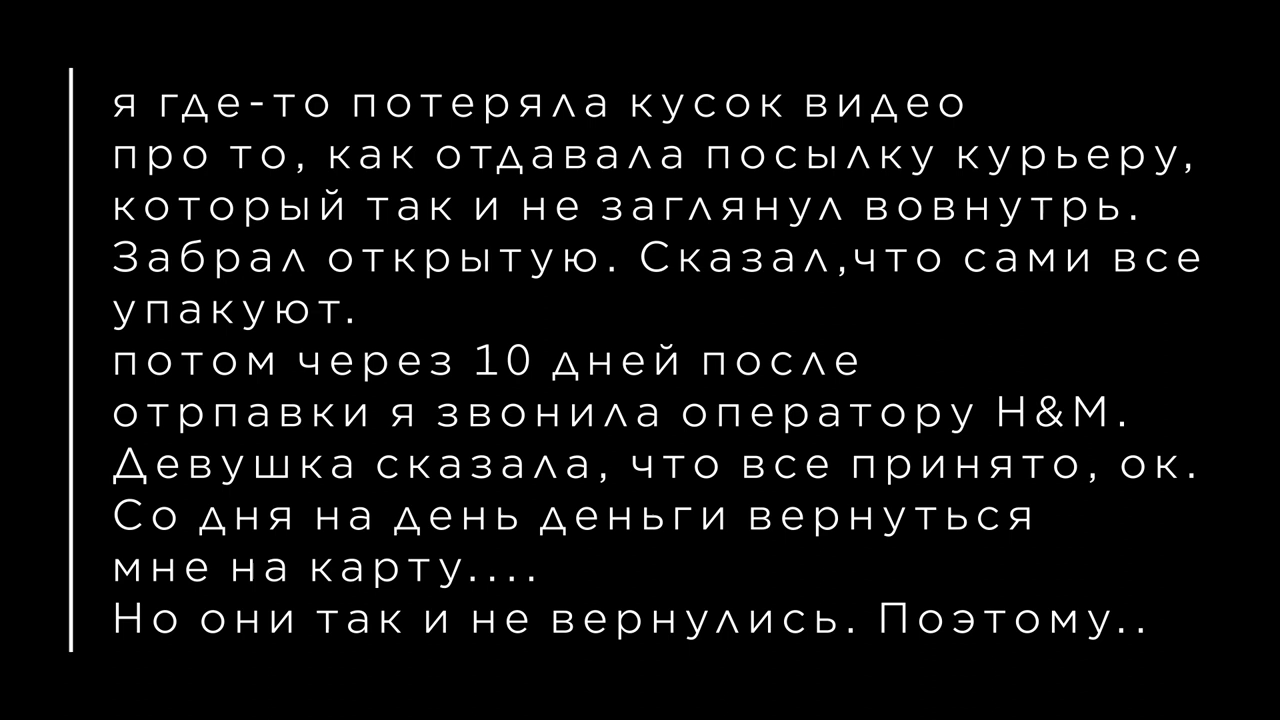 я где-то потеряла кусок видео
про то, как отдавала посылку курьеру,
который так и не заглянул вовнутрь.
Забрал открытую. Сказал,что сами все
упакуют.
потом через 10 дней после
отрпавки я звонила оператору H&M.
Девушка сказала, что все принято, ок.
Со дня на день деньги вернуться
мне на карту....
Но они так и не вернулись. Поэтому..